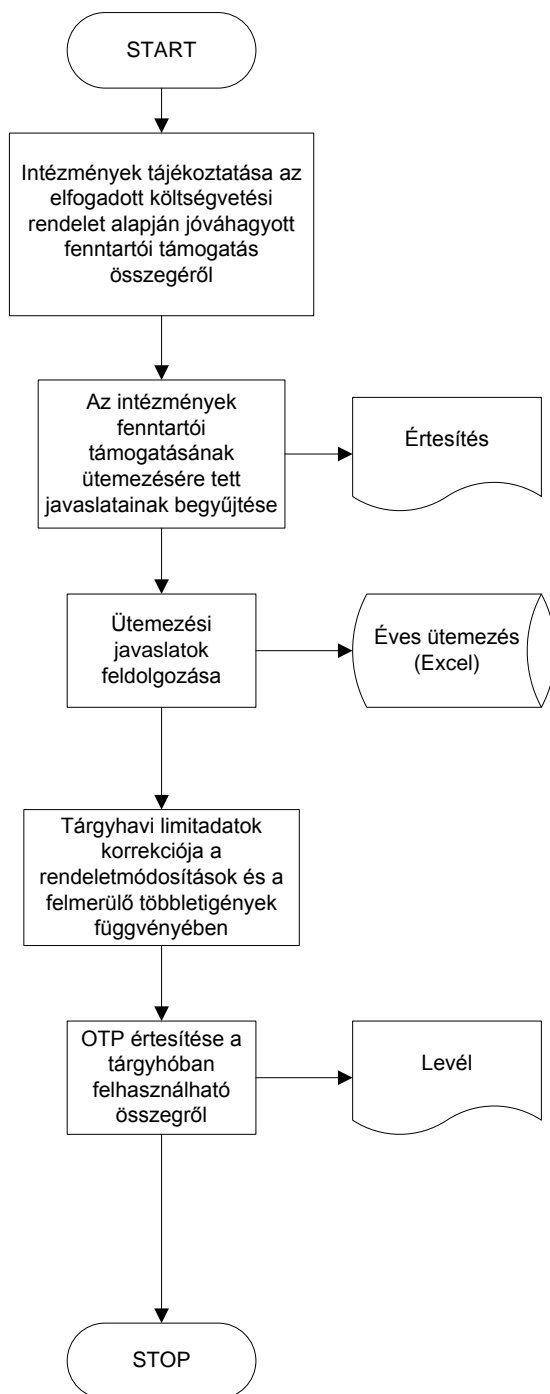 START
Intézmények tájékoztatása az
elfogadott költségvetési
rendelet alapján jóváhagyott
fenntartói támogatás
összegéről
Az intézmények
fenntartói
támogatásának
ütemezésére tett
javaslatainak begyűjtése
Értesítés
Ütemezési
javaslatok
feldolgozása
Éves ütemezés
(Excel)
Tárgyhavi limitadatok
korrekciója a
rendeletmódosítások és a
felmerülő többletigények
függvényében
OTP értesítése a
tárgyhóban
felhasználható
összegről
Levél
STOP